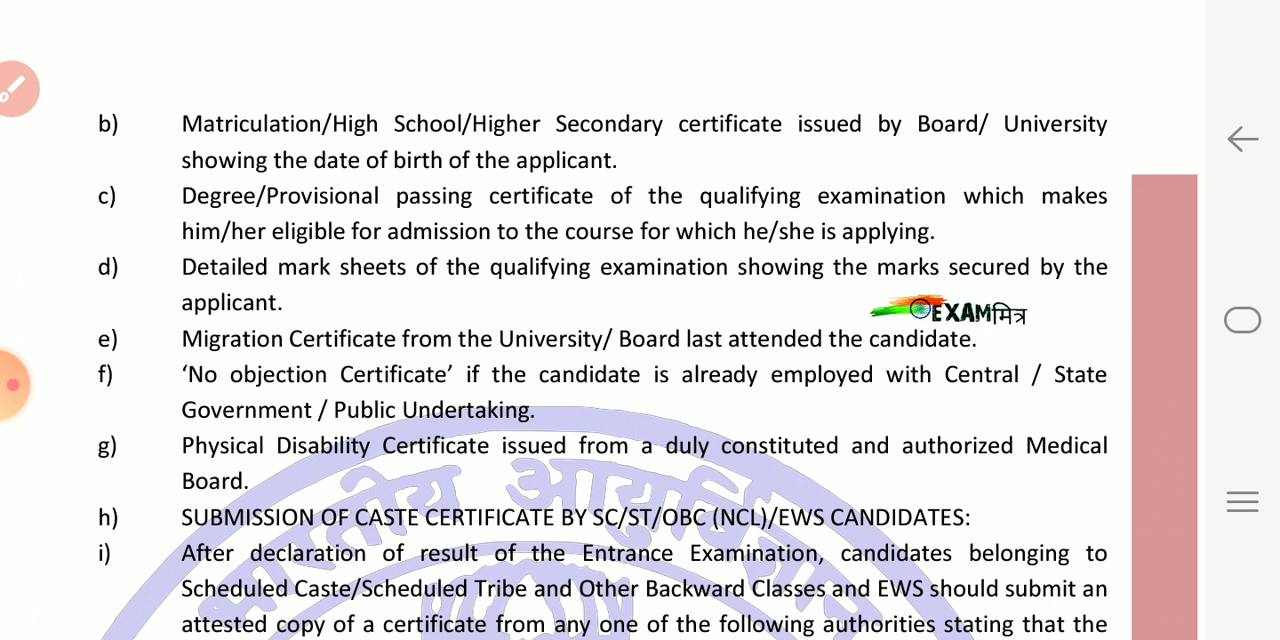 b) Matriculation/High School/Higher Secondary certificate issued by Board/ University
showing the date of birth of the applicant.
c) Degree/Provisional passing certificate of the qualifying examination which makes
him/her eligible for admission to the course for which he/she is applying.
d) Detailed mark sheets of the qualifying examination showing the marks secured by the
applicant.
EXAMमित्र
e) Migration Certificate from the University/ Board last attended the candidate.
f) ‘No objection Certificate’ if the candidate is already employed with Central / State
Government / Public Undertaking.
g) Physical Disability Certificate issued from a duly constituted and authorized Medical
Board.
भारतीय आयुर्विज्ञान
h) SUBMISSION OF CASTE CERTIFICATE BY SC/ST/OBC (NCL)/EWS CANDIDATES:
i) After declaration of result of the Entrance Examination, candidates belonging to
Scheduled Caste/Scheduled Tribe and Other Backward Classes and EWS should submit an
attested copy of a certificate from any one of the following authorities stating that the